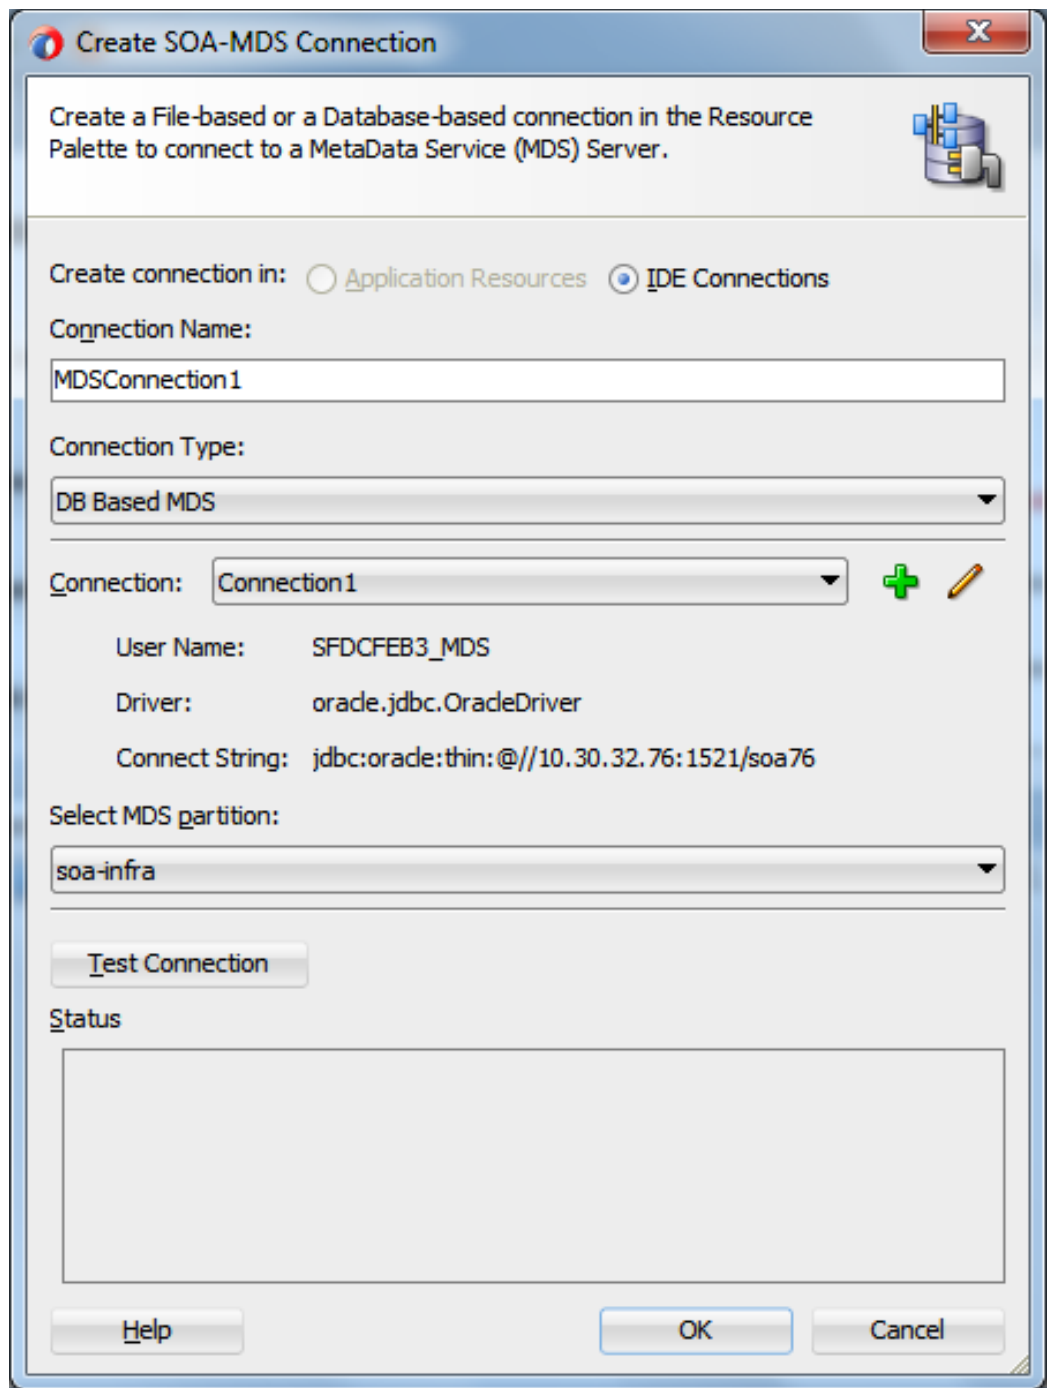 Create SOA-MDS Connection
Create a File-based or a Database-based connection in the Resource
Palette to connect to a MetaData Service (MDS) Server.
Create connection in: Application Resources IDE Connections
Connection Name:
MDSConnection1
Connection Type:
DB Based MDS
Connection: Connection1
User Name: SFDCFEB3_MDS
Driver: oracle.jdbc.OracleDriver
Connect String: jdbc:oracle:thin:@//10.30.32.76:1521/soa76
Select MDS partition:
soa-infra
Test Connection
Status
Help OK Cancel